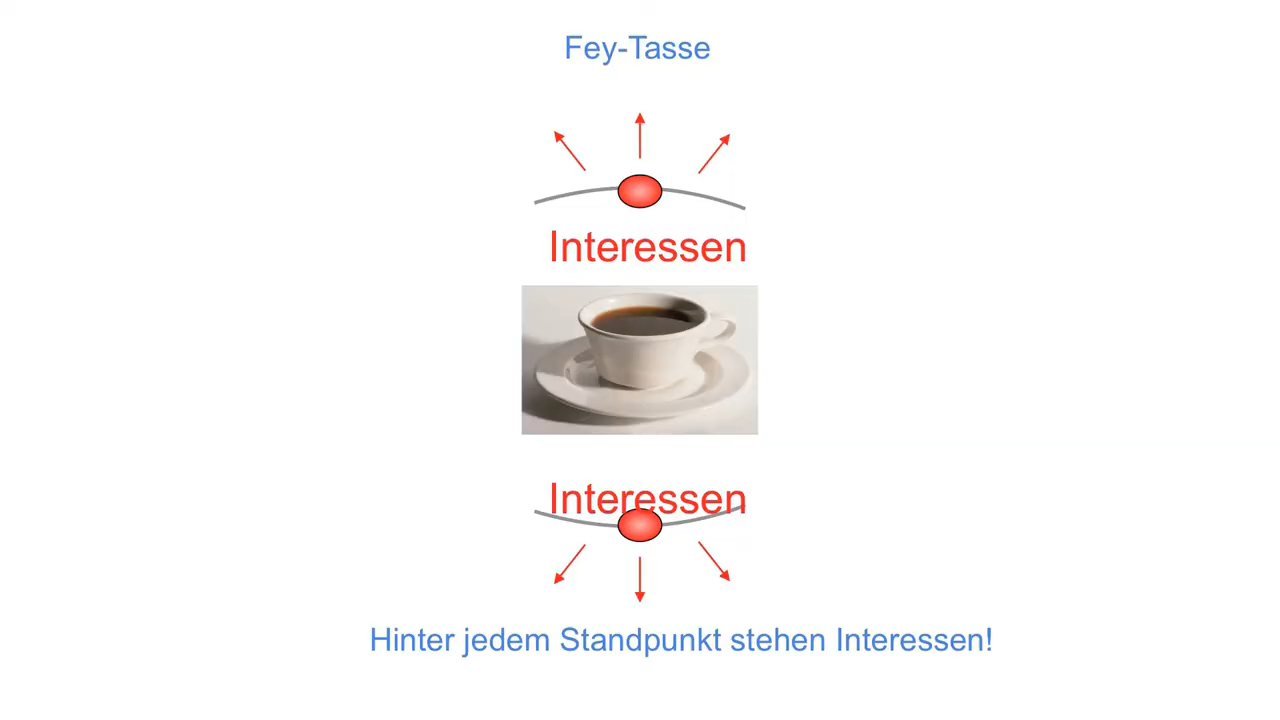 Fey-Tasse
Interessen
Interessen
Hinter jedem Standpunkt stehen Interessen!